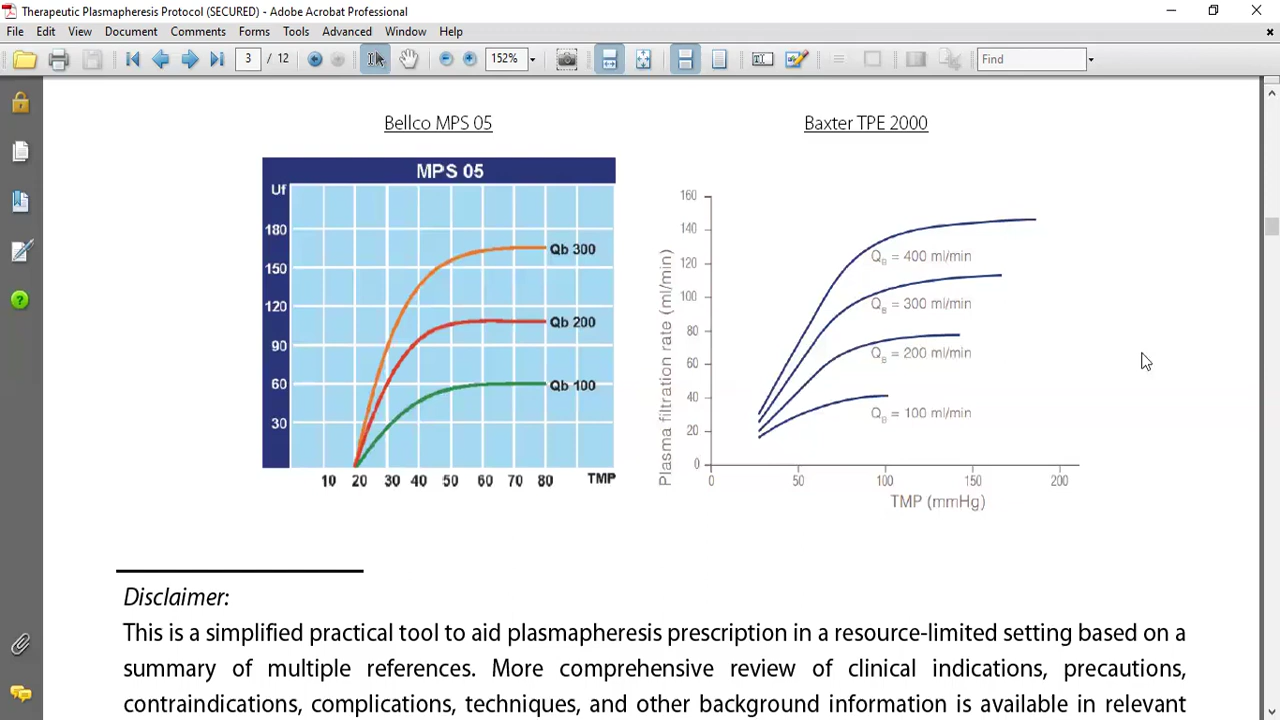 Therapeutic Plasmapheresis Protocol (SECURED) - Adobe Acrobat Professional
File Edit View Document Comments Forms Tools Advanced Window Help
3 / 12 152% Find
Bellco MPS 05
MPS 05
Uf
180
150
120
90
60
30
Qb 300
Qb 200
Qb 100
10 20 30 40 50 60 70 80 TMP
Baxter TPE 2000
Plasma filtration rate (ml/min)
160
140
120
100
80
60
40
20
0
QB = 400 ml/min
QB = 300 ml/min
QB = 200 ml/min
QB = 100 ml/min
0 50 100 150 200
TMP (mmHg)
Disclaimer:
This is a simplified practical tool to aid plasmapheresis prescription in a resource-limited setting based on a
summary of multiple references. More comprehensive review of clinical indications, precautions,
contraindications, complications, techniques, and other background information is available in relevant